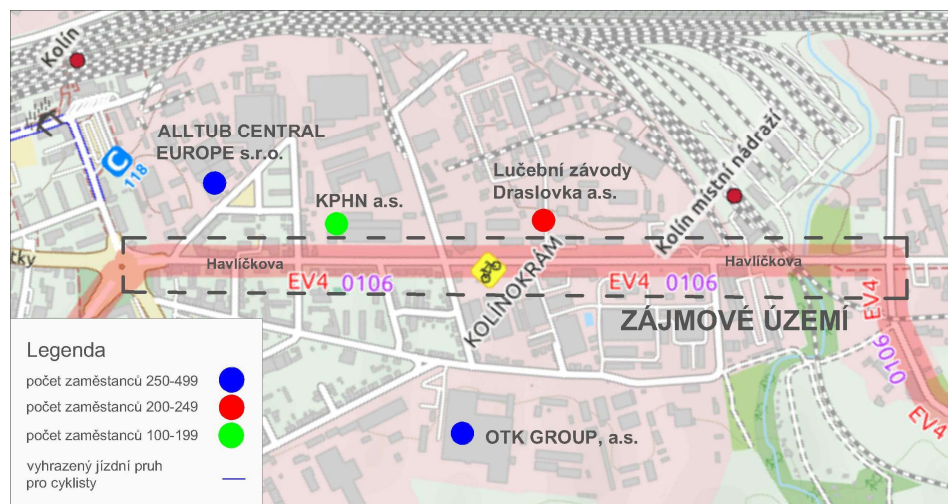 Kolín
118
ALLTUB CENTRAL
EUROPE s.r.o.
KPHN a.s.
Lučební závody
Draslovka a.s.
Kolín místní nádraží
tky
Havlíčkova
EV4 0106
KOLÍNOKRÁM
EV4 0106
Havlíčkova
EV4
ZÁJMOVÉ ÚZEMÍ
0106
EV4
OTK GROUP, a.s.
Legenda
počet zaměstanců 250-499
počet zaměstanců 200-249
počet zaměstanců 100-199
vyhrazený jízdní pruh
pro cyklisty